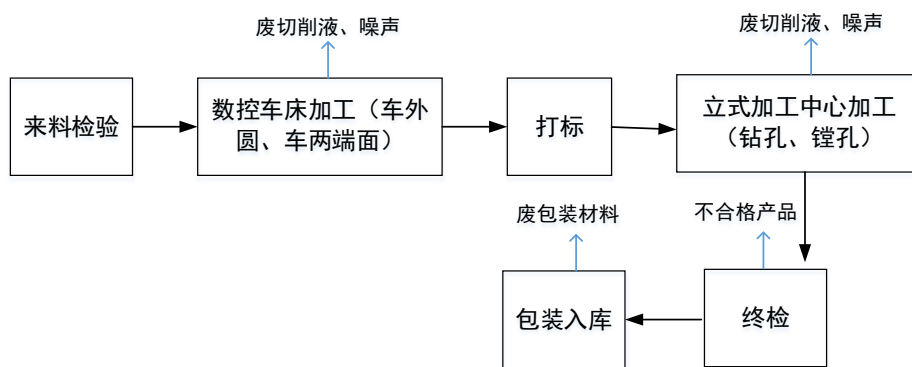 废切削液、噪声
废切削液、噪声
来料检验
数控车床加工（车外
圆、车两端面）
打标
立式加工中心加工
（钻孔、镗孔）
废包装材料
不合格产品
包装入库
终检